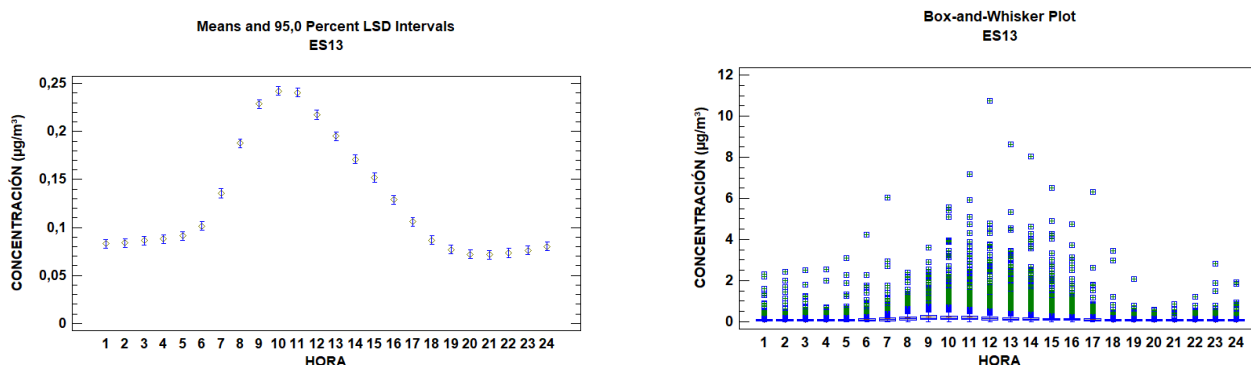 Means and 95,0 Percent LSD Intervals
ES13
CONCENTRACIÓN (µg/m³)
0,25
0,2
0,15
0,1
0,05
0
1 2 3 4 5 6 7 8 9 10 11 12 13 14 15 16 17 18 19 20 21 22 23 24
HORA
Box-and-Whisker Plot
ES13
CONCENTRACIÓN (µg/m³)
12
10
8
6
4
2
0
1 2 3 4 5 6 7 8 9 10 11 12 13 14 15 16 17 18 19 20 21 22 23 24
HORA